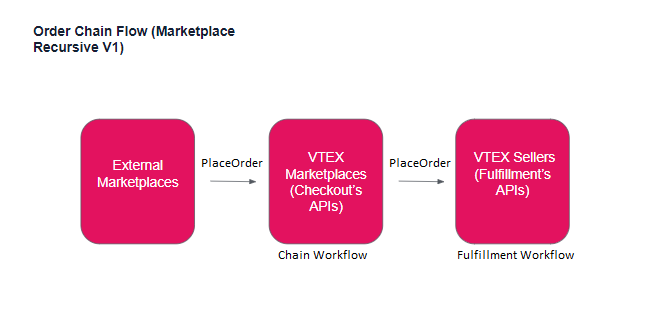 Order Chain Flow (Marketplace
Recursive V1)
External
Marketplaces
PlaceOrder
VTEX
Marketplaces
(Checkout's
APIs)
PlaceOrder
VTEX Sellers
(Fulfillment's
APIs)
Chain Workflow
Fulfillment Workflow